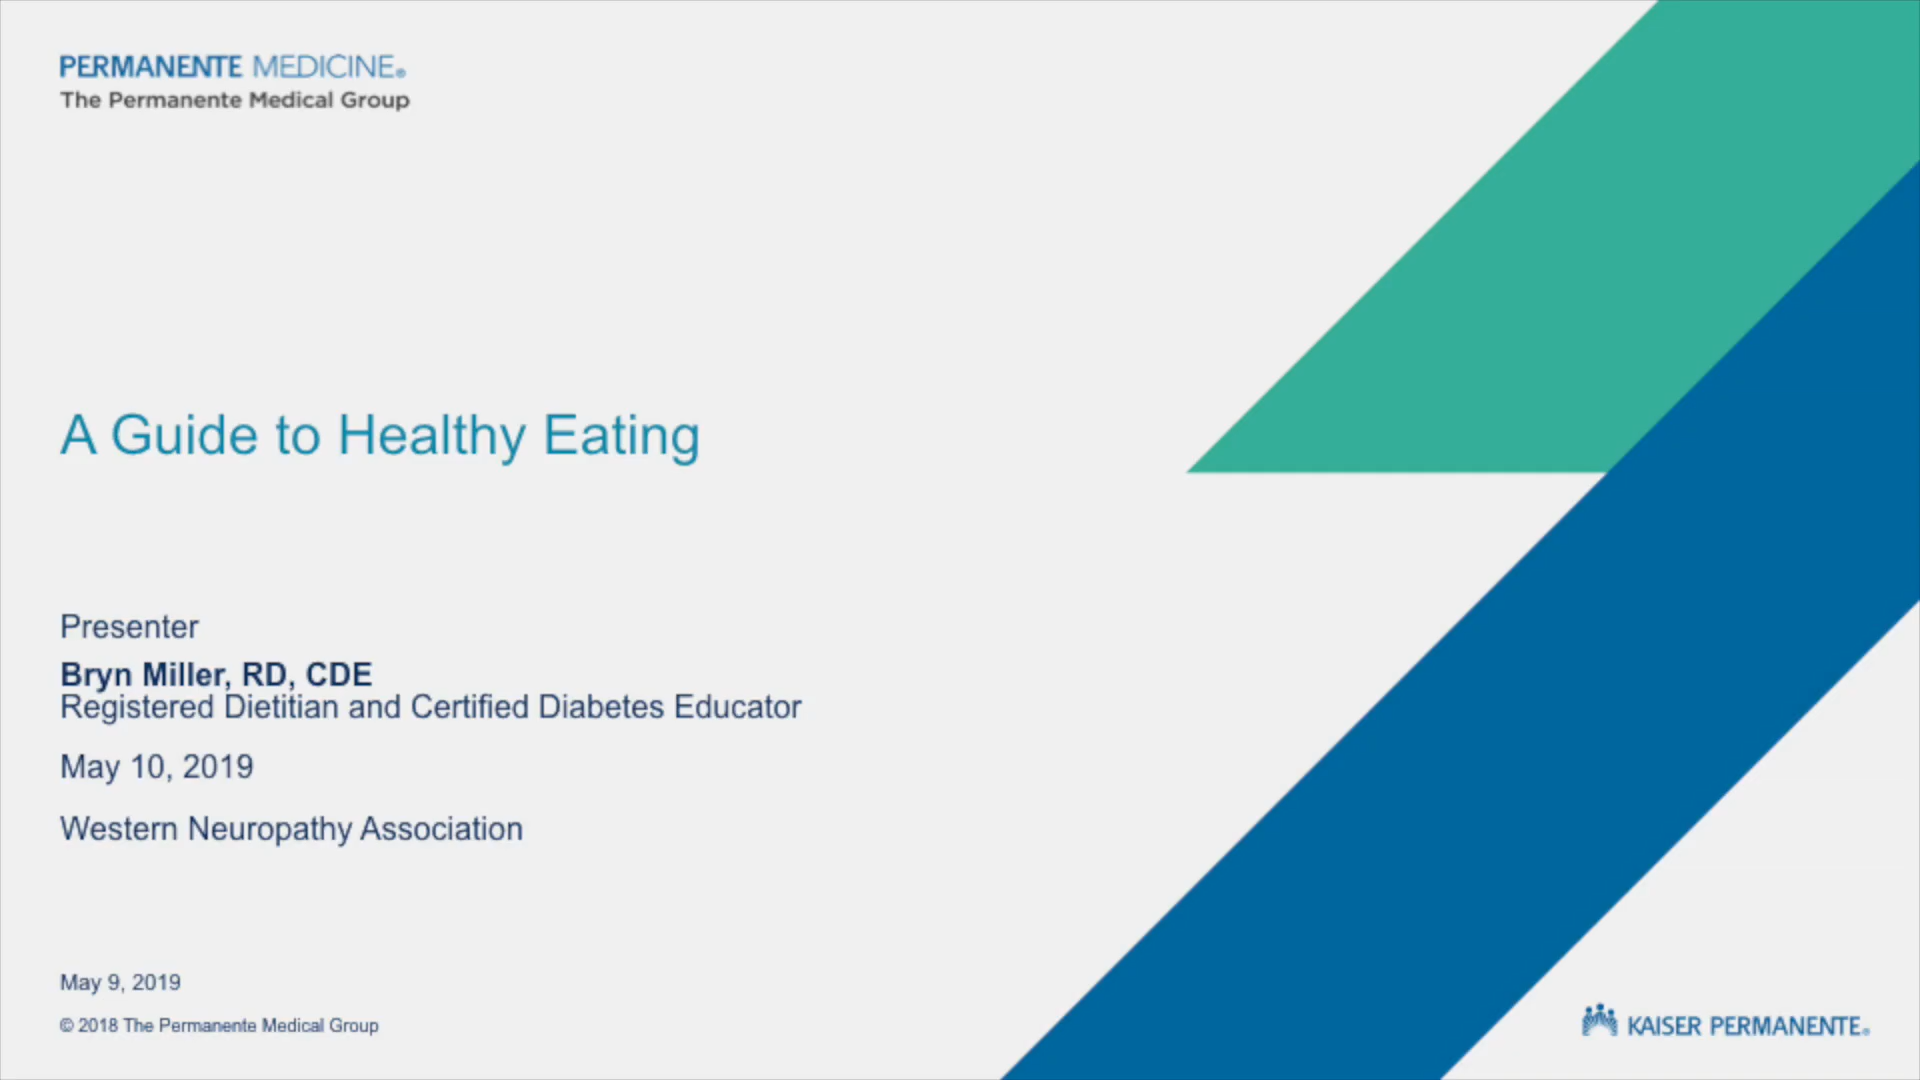 PERMANENTE MEDICINE®
The Permanente Medical Group
A Guide to Healthy Eating
Presenter
Bryn Miller, RD, CDE
Registered Dietitian and Certified Diabetes Educator
May 10, 2019
Western Neuropathy Association
May 9, 2019
© 2018 The Permanente Medical Group
KAISER PERMANENTE®